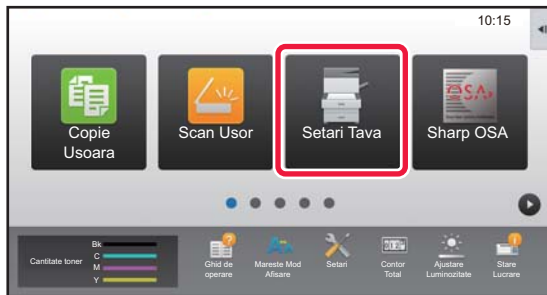 10:15
Copie
Usoara
Scan Usor
Setari Tava
Sharp OSA
Cantitate toner
Bk
C
M
Y
Ghid de
operare
Mareste Mod
Afisare
Setari
Contor
Total
Ajustare
Luminozitate
Stare
Lucrare